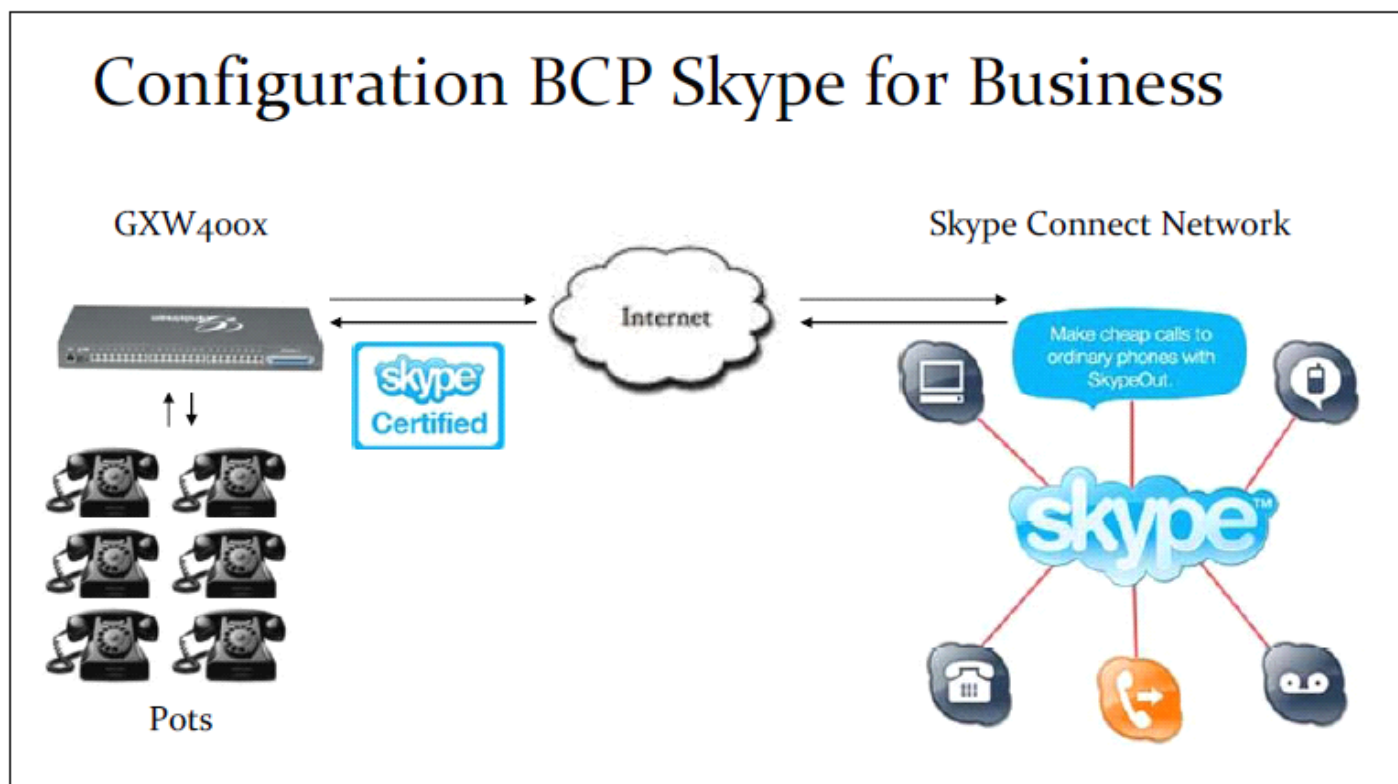 Configuration BCP Skype for Business
GXW400x
Skype Connect Network
Internet
Make cheap calls to
ordinary phones with
SkypeOut.
skype
Certified
skype™
Pots